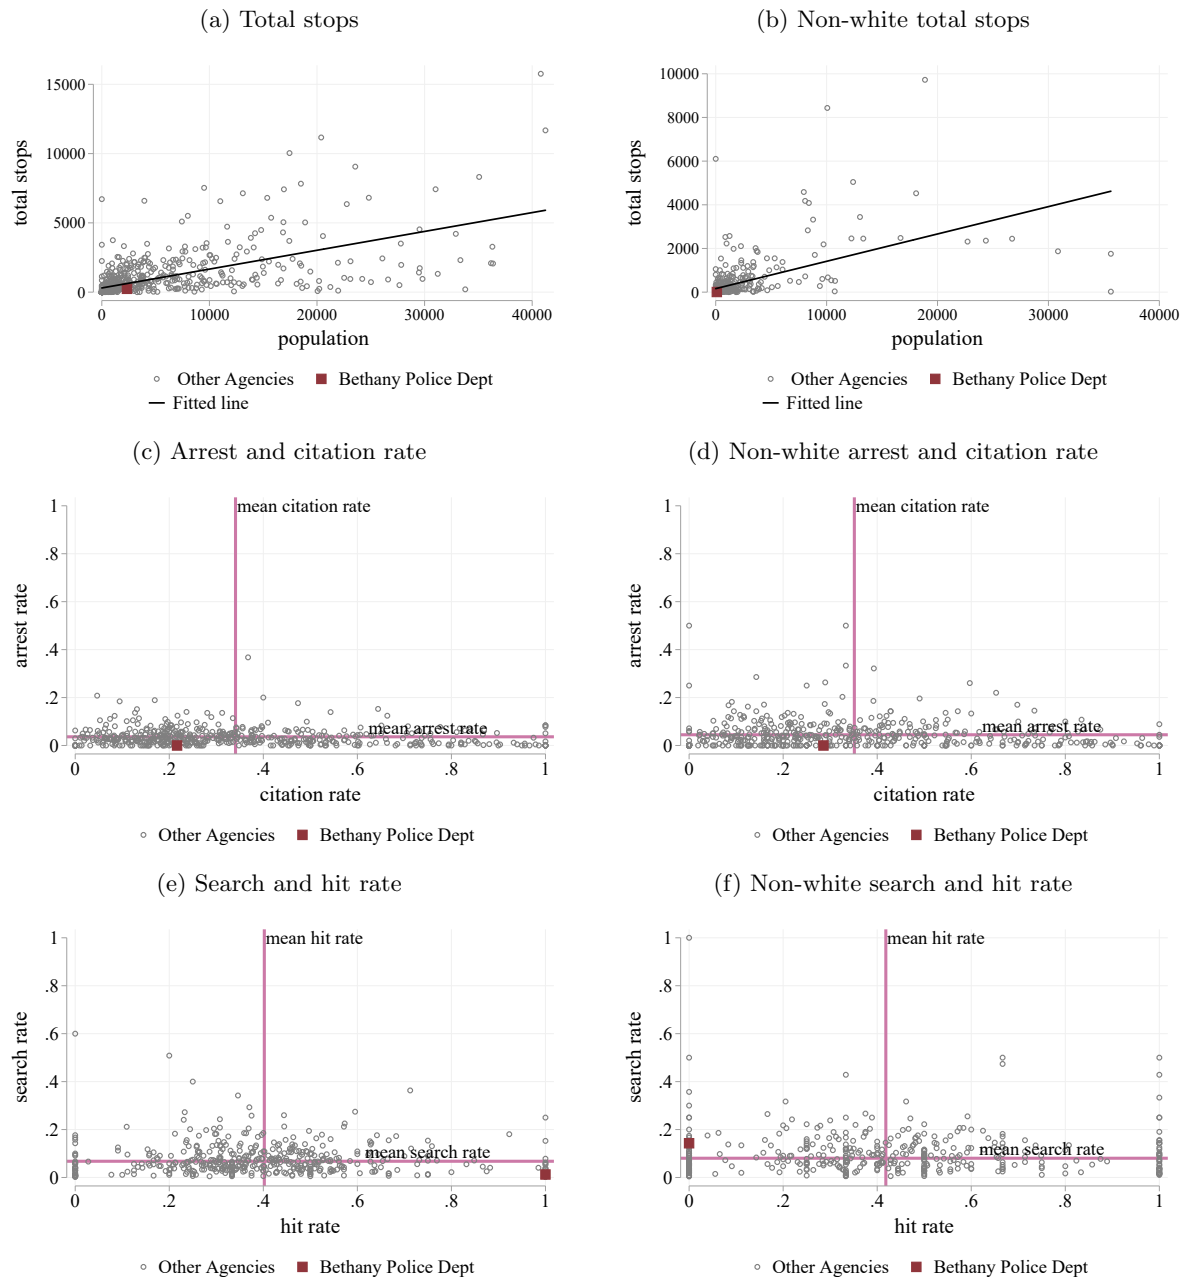 (a) Total stops
(b) Non-white total stops
total stops
15000
10000
5000
0
0 10000 20000 30000 40000
population
Other Agencies Bethany Police Dept
Fitted line
total stops
10000
8000
6000
4000
2000
0
0 10000 20000 30000 40000
population
Other Agencies Bethany Police Dept
Fitted line
(c) Arrest and citation rate
(d) Non-white arrest and citation rate
mean citation rate
arrest rate
1
.8
.6
.4
.2
0
mean arrest rate
0 .2 .4 .6 .8 1
citation rate
Other Agencies Bethany Police Dept
mean citation rate
arrest rate
1
.8
.6
.4
.2
0
mean arrest rate
0 .2 .4 .6 .8 1
citation rate
Other Agencies Bethany Police Dept
(e) Search and hit rate
(f) Non-white search and hit rate
mean hit rate
search rate
1
.8
.6
.4
.2
0
mean search rate
0 .2 .4 .6 .8 1
hit rate
Other Agencies Bethany Police Dept
mean hit rate
search rate
1
.8
.6
.4
.2
0
mean search rate
0 .2 .4 .6 .8 1
hit rate
Other Agencies Bethany Police Dept